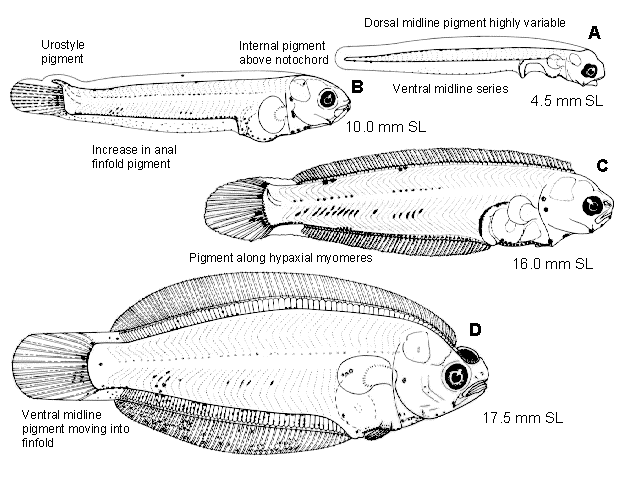 Dorsal midline pigment highly variable
A
Urostyle
pigment
Internal pigment
above notochord
B
Ventral midline series
4.5 mm SL
10.0 mm SL
Increase in anal
finfold pigment
C
Pigment along hypaxial myomeres
16.0 mm SL
D
Ventral midline
pigment moving into
finfold
17.5 mm SL